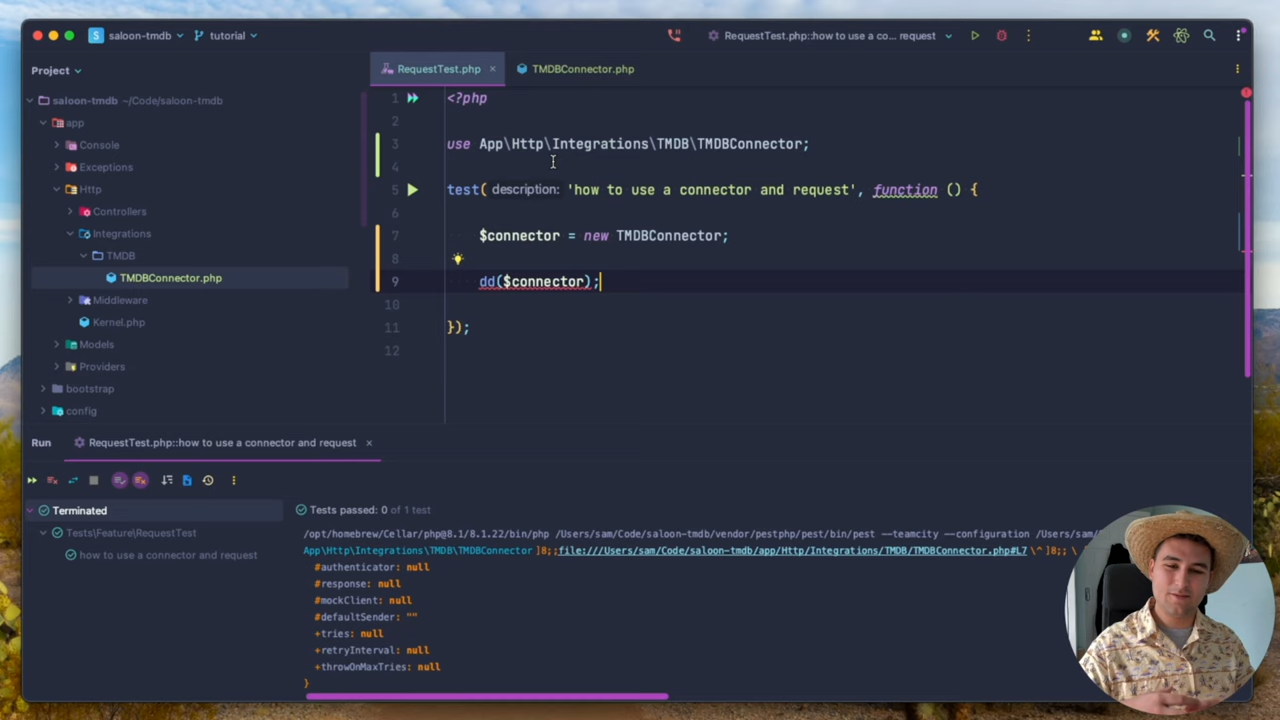 S saloon-tmdb tutorial RequestTest.php::how to use a co... request
Project
RequestTest.php × TMDBConnector.php
saloon-tmdb ~/Code/saloon-tmdb
app
Console
Exceptions
Http
Controllers
Integrations
TMDB
TMDBConnector.php
Middleware
Kernel.php
Models
Providers
bootstrap
config
1 <?php
2
3 use App\Http\Integrations\TMDB\TMDBConnector;
4
5 test( description: 'how to use a connector and request', function () {
6
7 $connector = new TMDBConnector;
8
9 dd($connector);
10
11 });
12
Run RequestTest.php::how to use a connector and request ×
Terminated
Tests\Feature\RequestTest
how to use a connector and request
Tests passed: 0 of 1 test
/opt/homebrew/Cellar/php@8.1/8.1.22/bin/php /Users/sam/Code/saloon-tmdb/vendor/pestphp/pest/bin/pest --teamcity --configuration /Users/sam/
App\Http\Integrations\TMDB\TMDBConnector ]8;;file:///Users/sam/Code/saloon-tmdb/app/Http/Integrations/TMDB/TMDBConnector.php#L7 \^ ]8;; \
#authenticator: null
#response: null
#mockClient: null
#defaultSender: ""
+tries: null
+retryInterval: null
+throwOnMaxTries: null
}